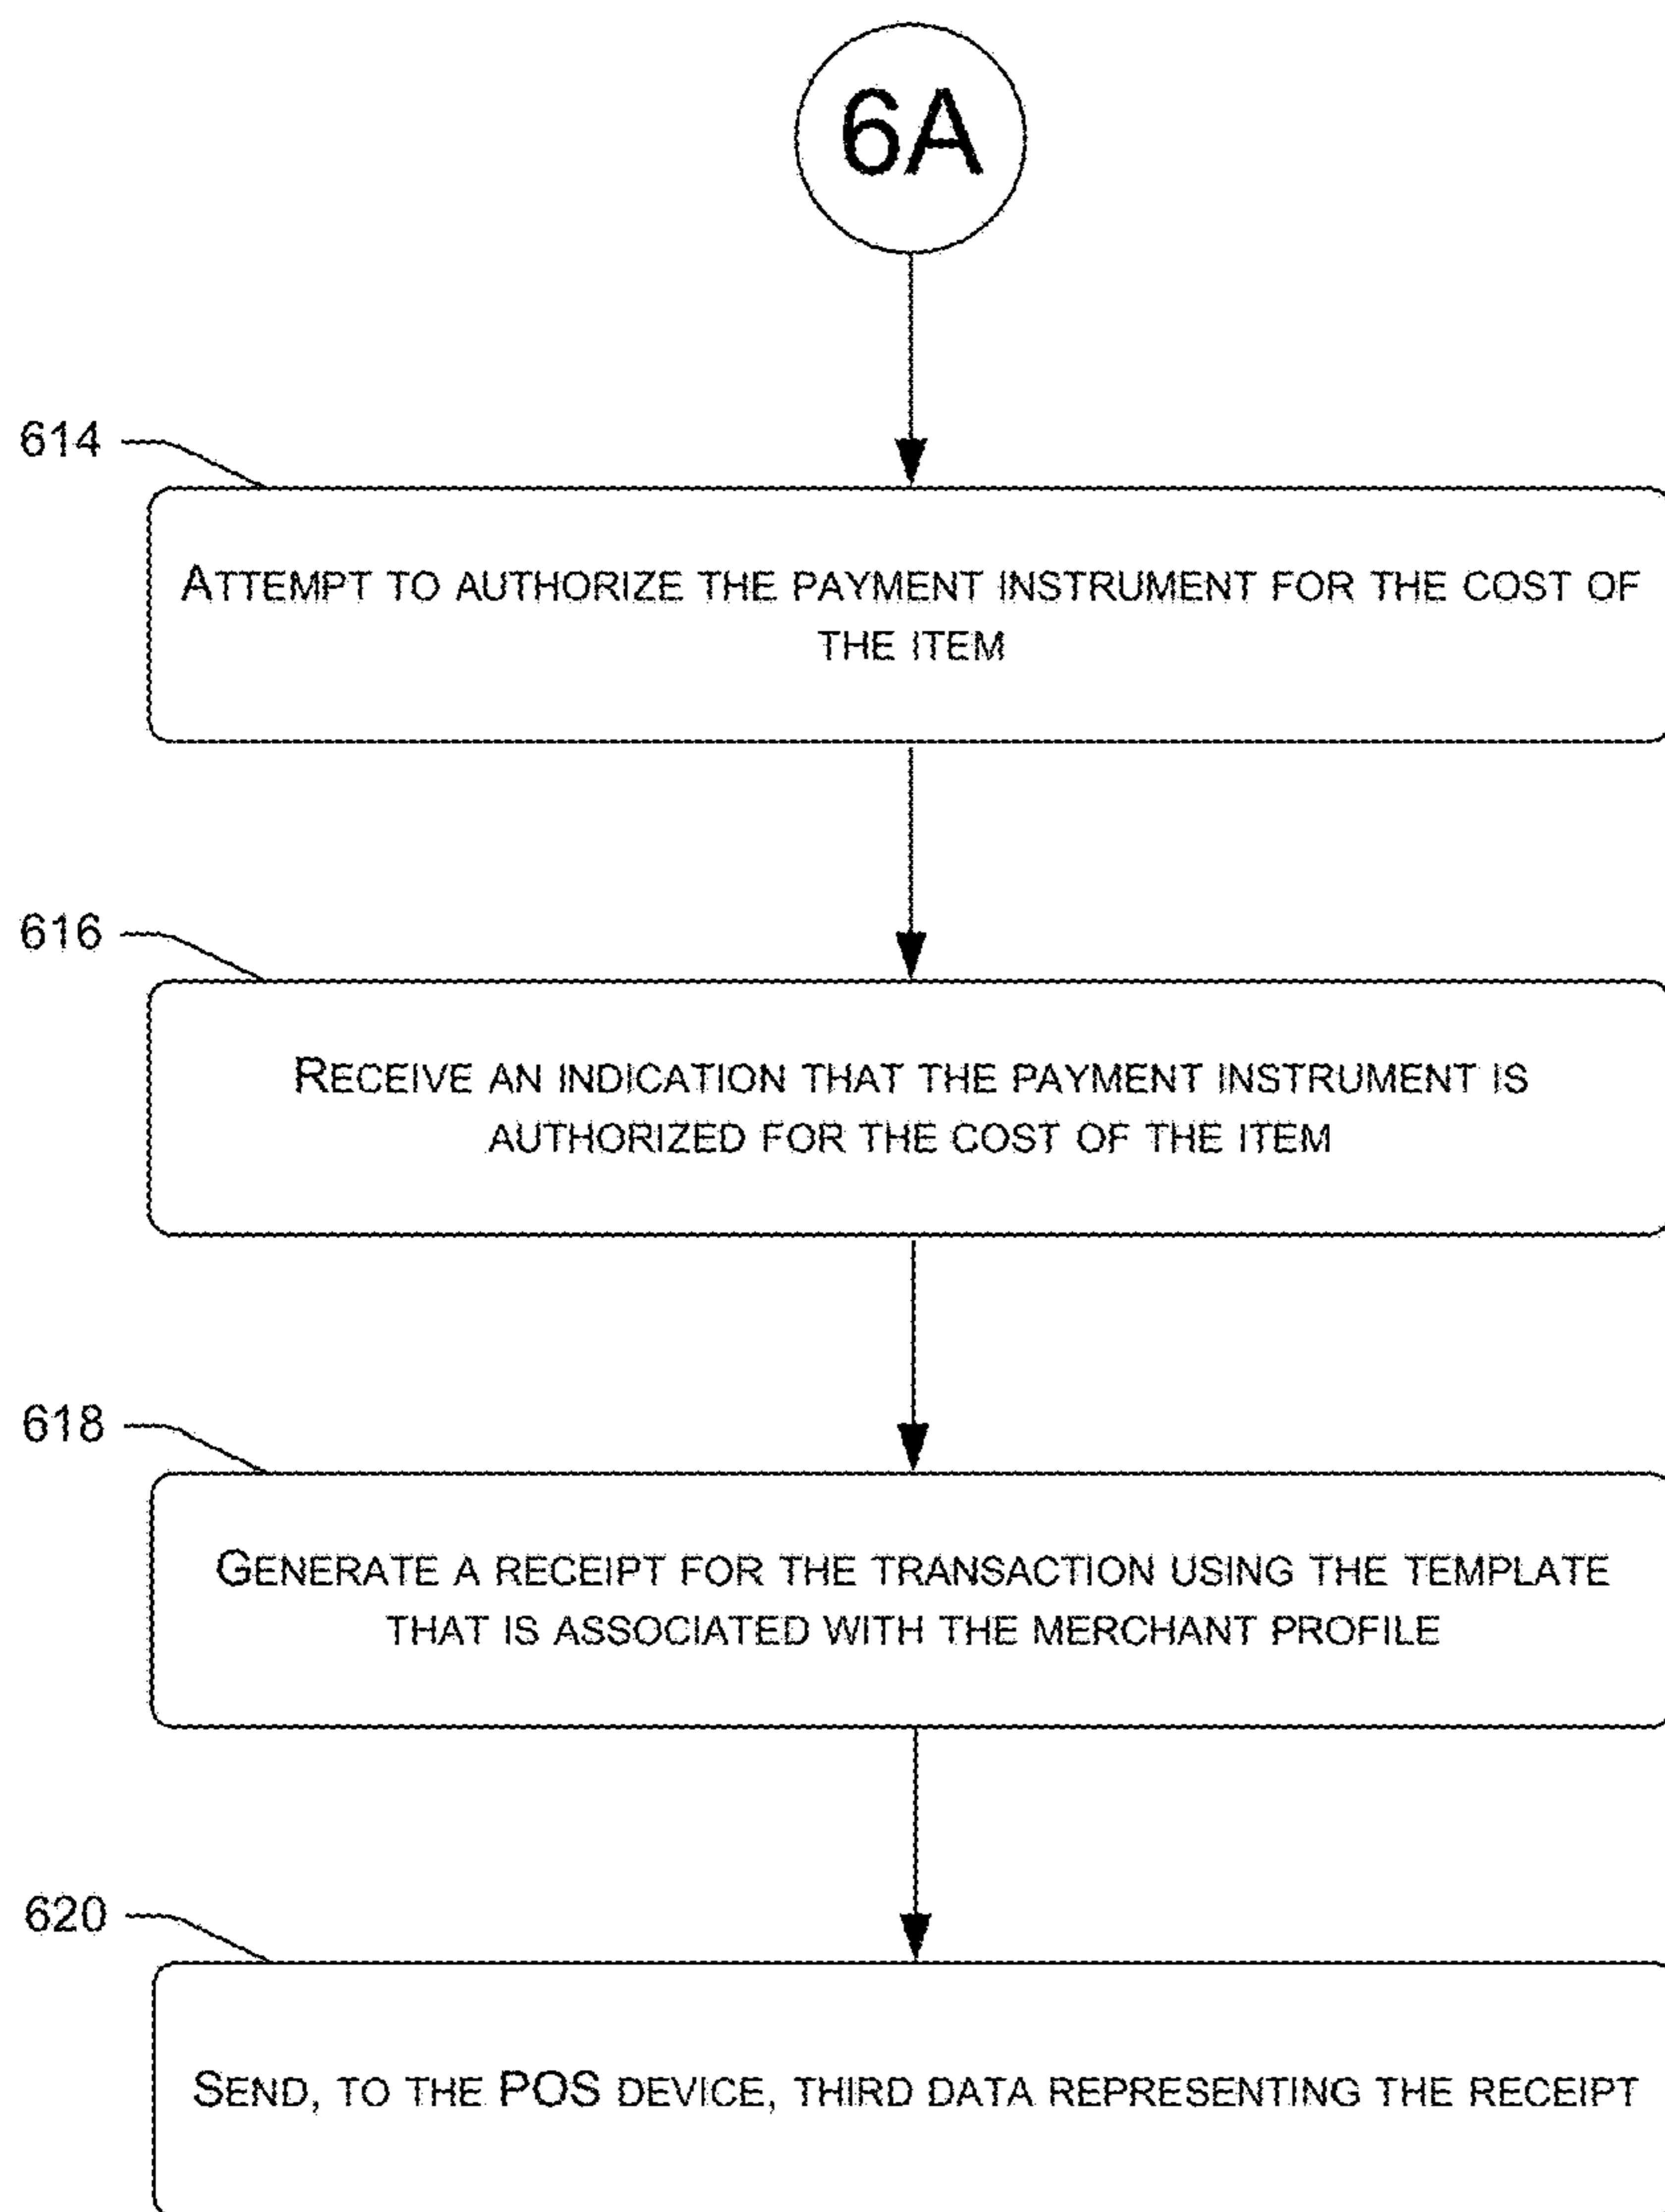 6A
614
ATTEMPT TO AUTHORIZE THE PAYMENT INSTRUMENT FOR THE COST OF
THE ITEM
616
RECEIVE AN INDICATION THAT THE PAYMENT INSTRUMENT IS
AUTHORIZED FOR THE COST OF THE ITEM
618
GENERATE A RECEIPT FOR THE TRANSACTION USING THE TEMPLATE
THAT IS ASSOCIATED WITH THE MERCHANT PROFILE
620
SEND, TO THE POS DEVICE, THIRD DATA REPRESENTING THE RECEIPT